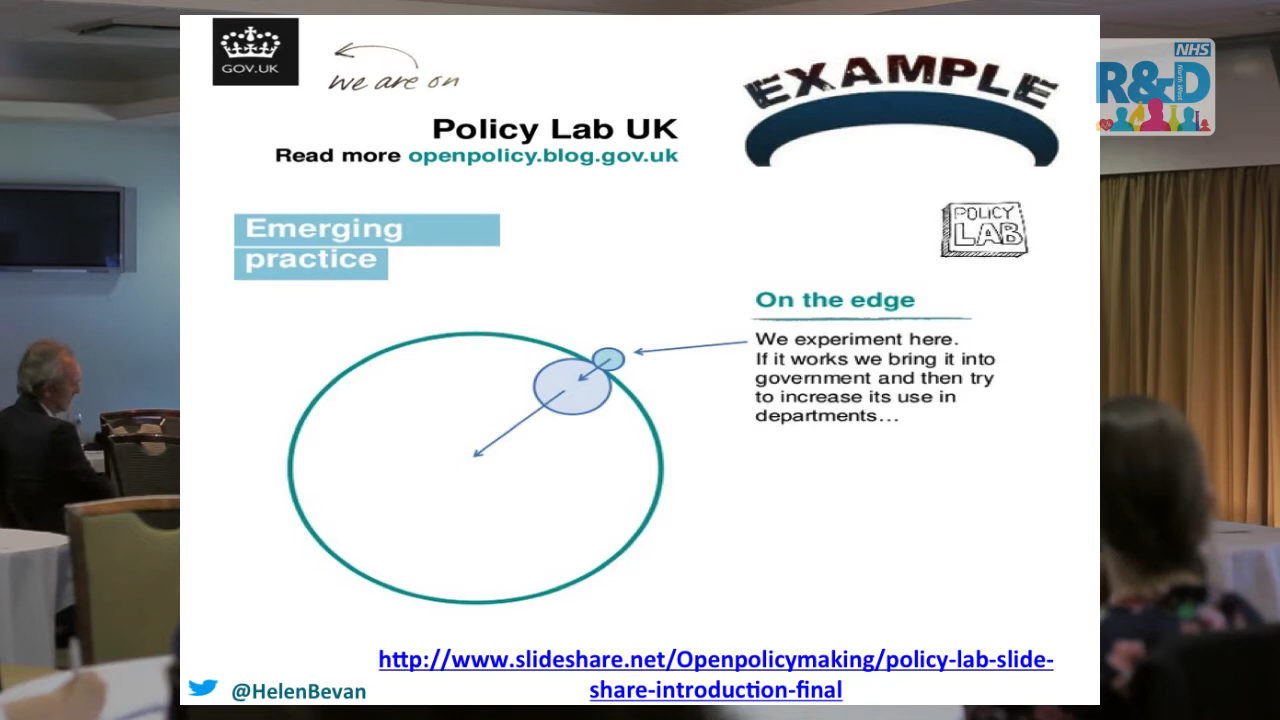 GOV.UK
we are on
EXAMPLE
NHS
R&D
North West
Policy Lab UK
Read more openpolicy.blog.gov.uk
Emerging
practice
POLICY
LAB
On the edge
We experiment here.
If it works we bring it into
government and then try
to increase its use in
departments...
http://www.slideshare.net/Openpolicymaking/policy-lab-slide-
share-introduction-final
@HelenBevan